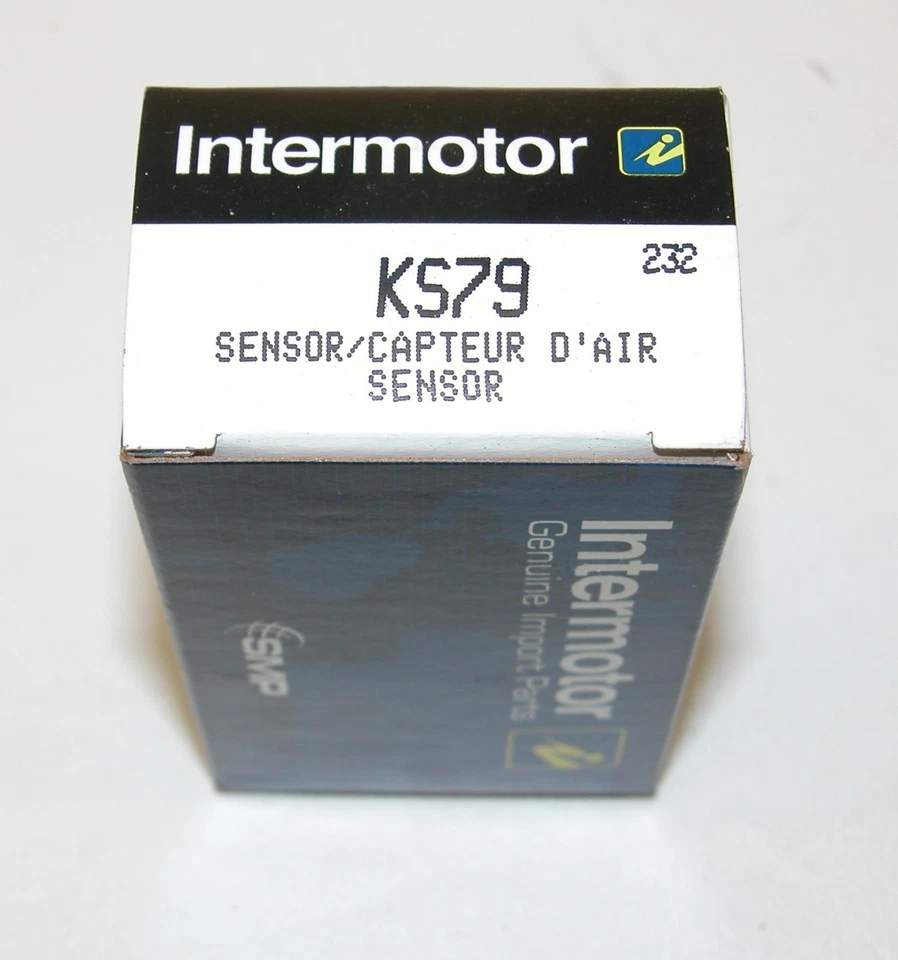 Intermotor
232
KS79
SENSOR/CAPTEUR D'AIR
SENSOR
Intermotor
Genuine Import Parts
SMP